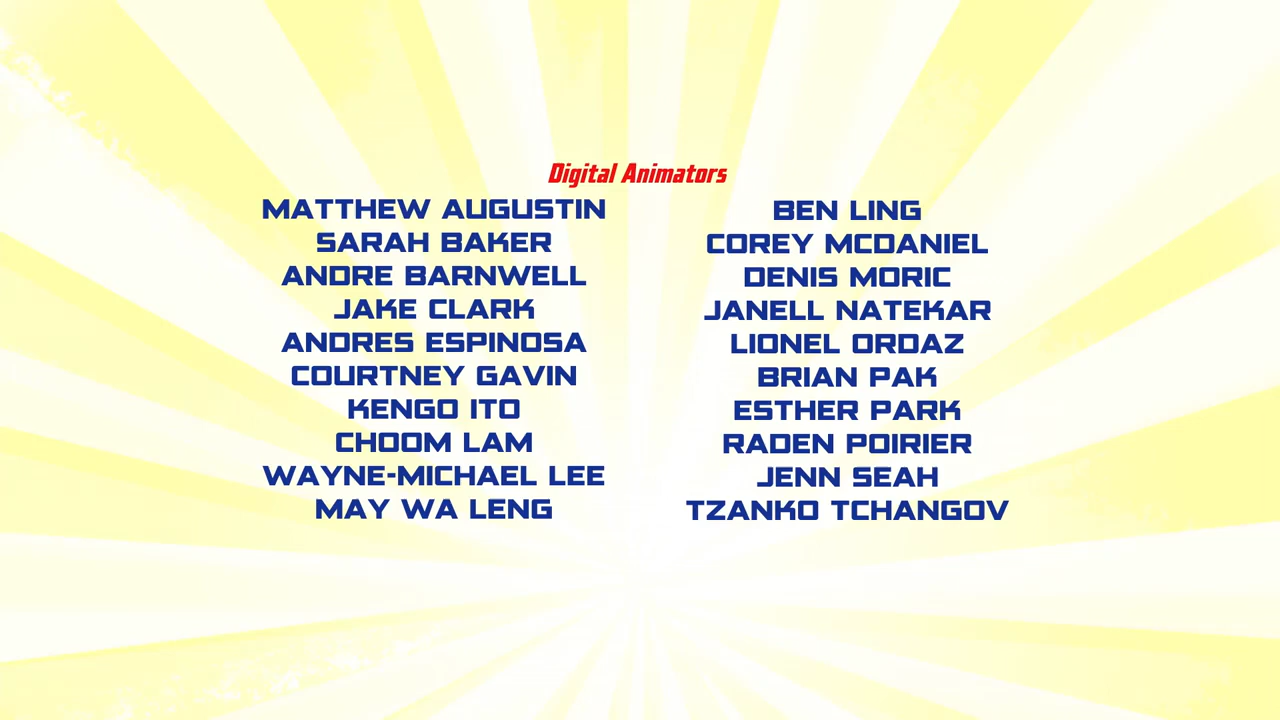 Digital Animators
MATTHEW AUGUSTIN
SARAH BAKER
ANDRE BARNWELL
JAKE CLARK
ANDRES ESPINOSA
COURTNEY GAVIN
KENGO ITO
CHOOM LAM
WAYNE-MICHAEL LEE
MAY WA LENG
BEN LING
COREY MCDANIEL
DENIS MORIC
JANELL NATEKAR
LIONEL ORDAZ
BRIAN PAK
ESTHER PARK
RADEN POIRIER
JENN SEAH
TZANKO TCHANGOV